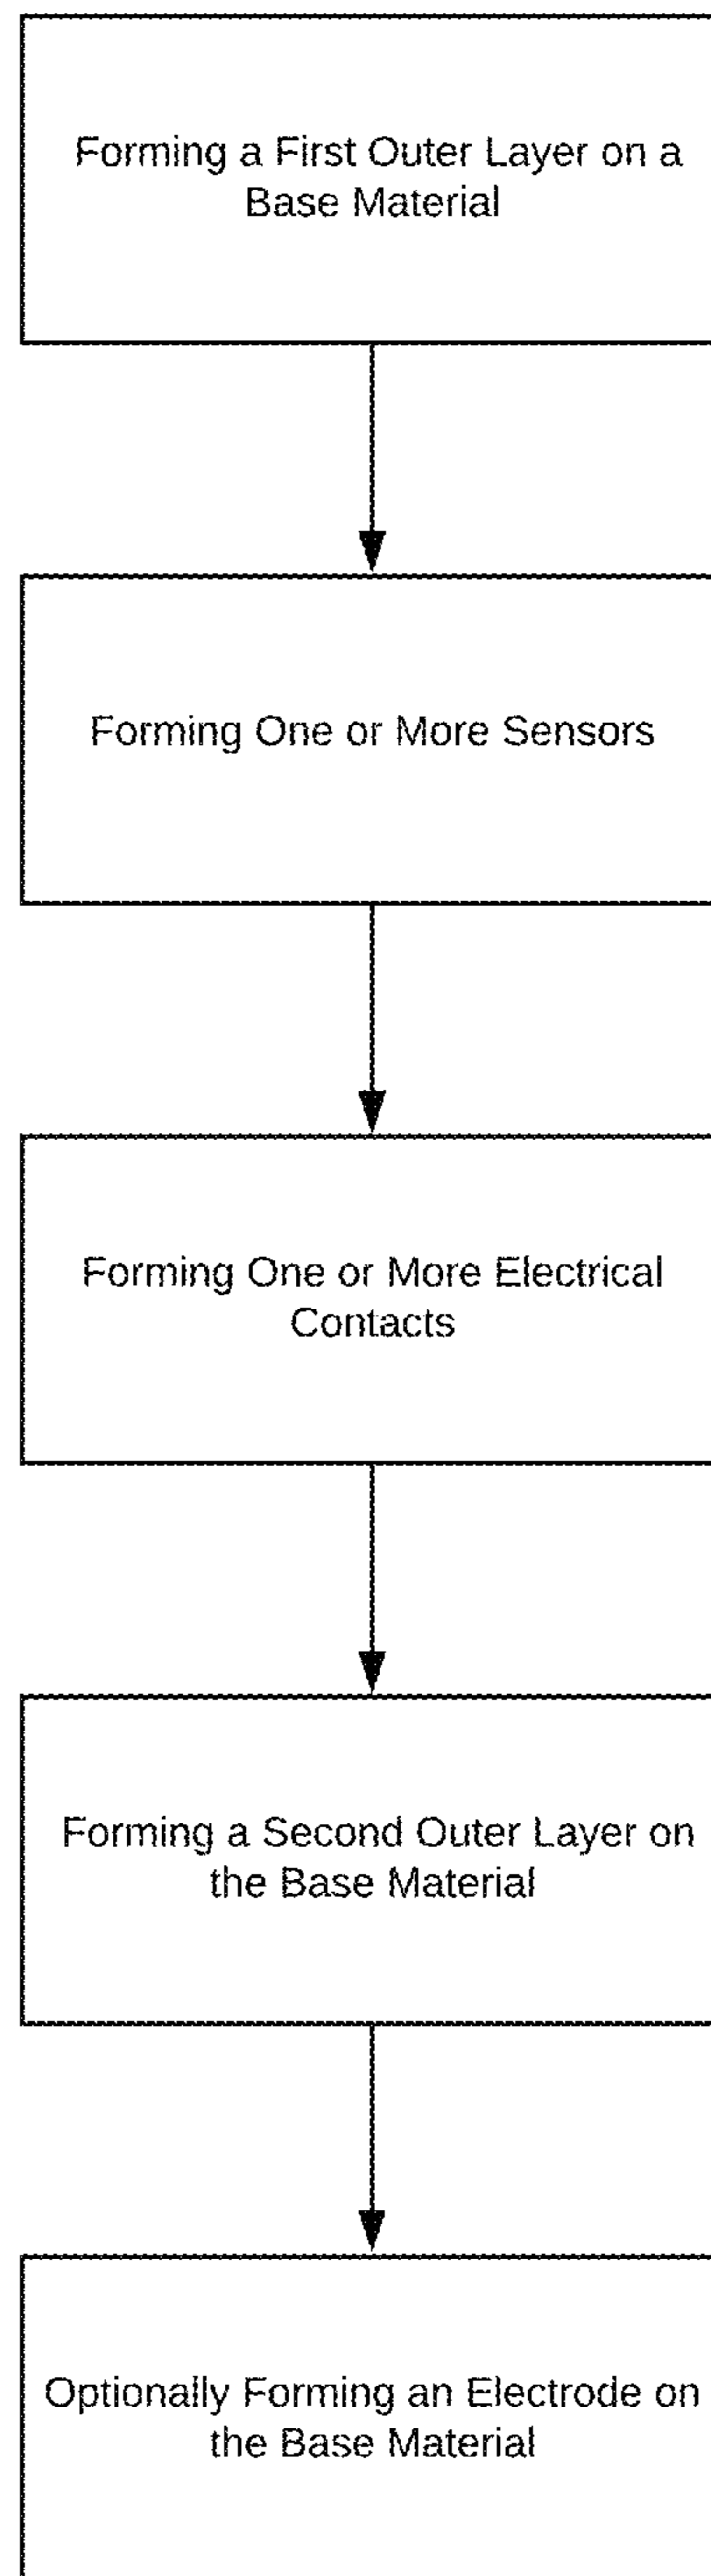 Forming a First Outer Layer on a
Base Material
Forming One or More Sensors
Forming One or More Electrical
Contacts
Forming a Second Outer Layer on
the Base Material
Optionally Forming an Electrode on
the Base Material